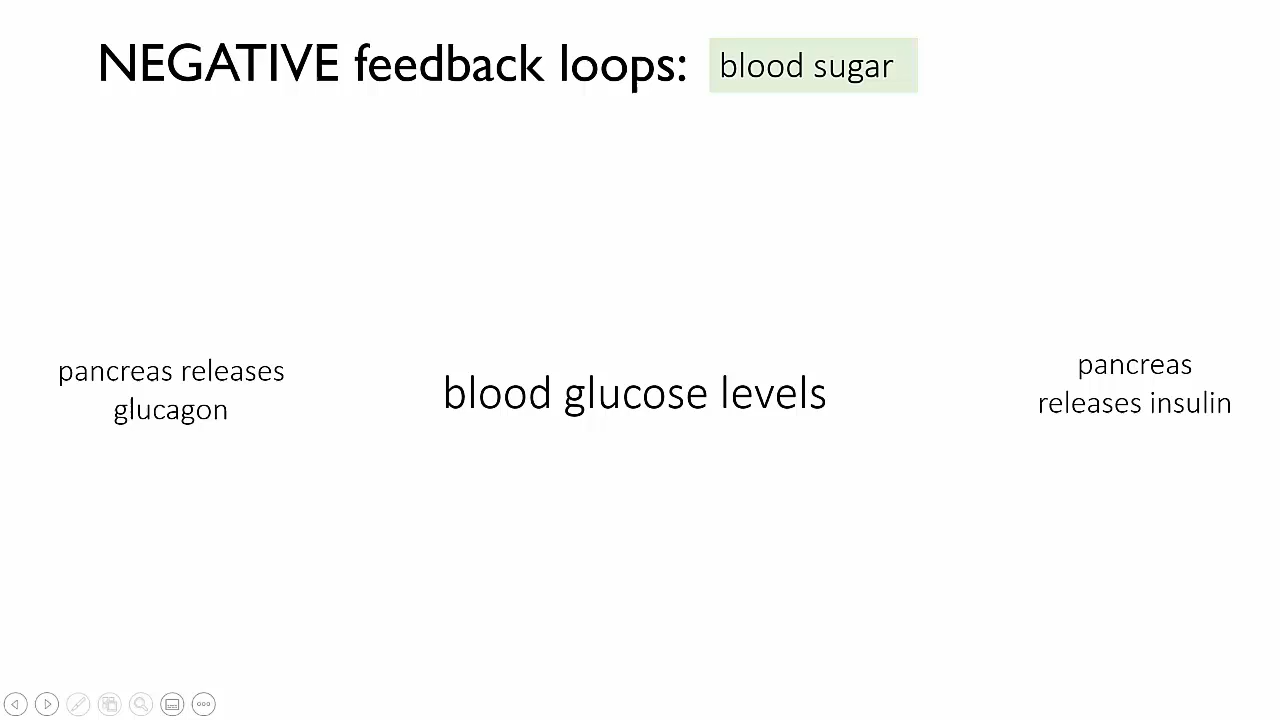 NEGATIVE feedback loops: blood sugar
pancreas releases
glucagon
blood glucose levels
pancreas
releases insulin